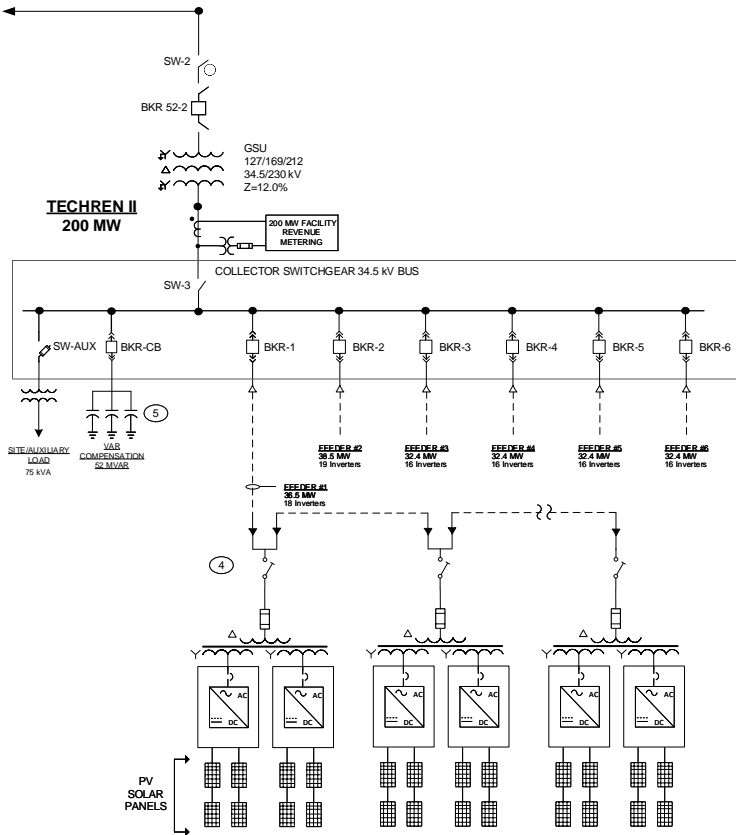 SW-2
BKR 52-2
GSU
127/169/212
34.5/230 kV
Z=12.0%
TECHREN II
200 MW
200 MW FACILITY
REVENUE
METERING
COLLECTOR SWITCHGEAR 34.5 kV BUS
SW-3
SW-AUX
BKR-CB
BKR-1
BKR-2
BKR-3
BKR-4
BKR-5
BKR-6
5
SITE/AUXILIARY
LOAD
75 kVA
VAR
COMPENSATION
52 MVAR
FEEDER #2
38.5 MW
19 Inverters
FEEDER #3
32.4 MW
16 Inverters
FEEDER #4
32.4 MW
16 Inverters
FEEDER #5
32.4 MW
16 Inverters
FEEDER #6
32.4 MW
16 Inverters
FEEDER #1
36.5 MW
18 Inverters
4
AC
DC
AC
DC
AC
DC
AC
DC
AC
DC
AC
DC
PV
SOLAR
PANELS